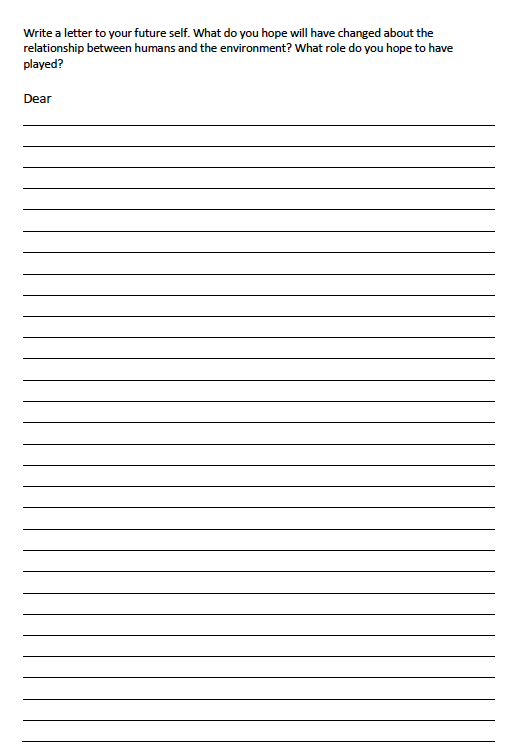 Write a letter to your future self. What do you hope will have changed about the
relationship between humans and the environment? What role do you hope to have
played?
Dear